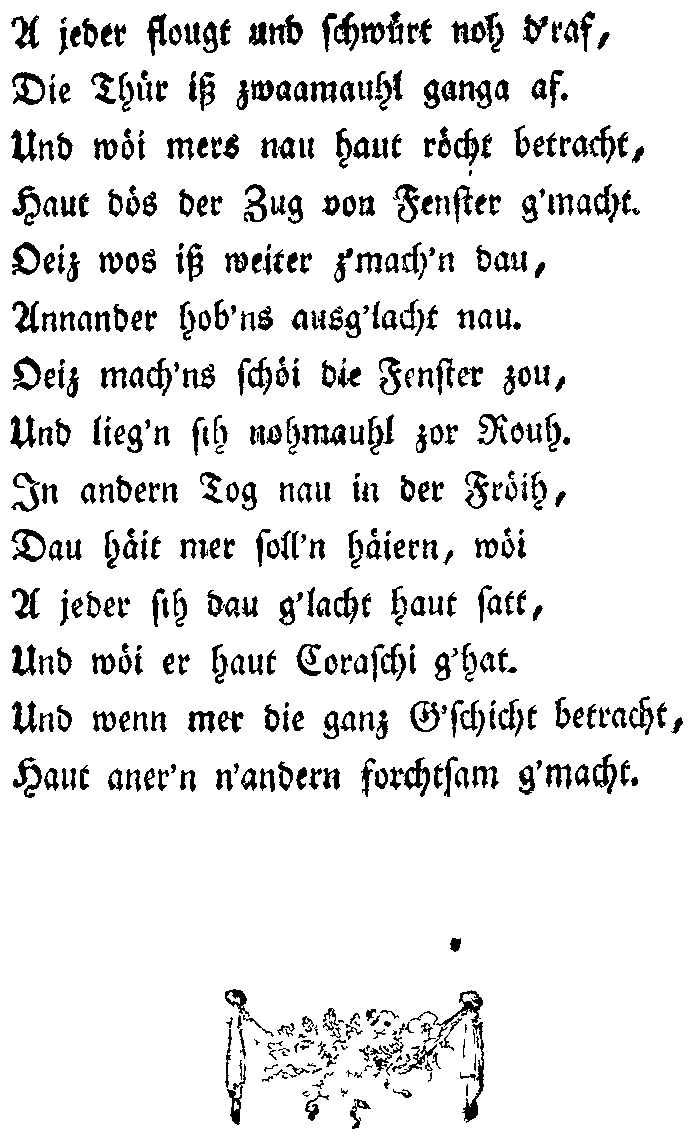 A jeder flougt und schwürt noh d'raf,
Die Thür iß zwaamauhl ganga af.
Und wöi mers nau haut röcht betracht,
Haut dös der Zug von Fenster g'macht.
Oeiz wos iß weiter z'mach'n dau,
Annander hob'ns ausg'lacht nau.
Oeiz mach'ns schöi die Fenster zou,
Und lieg'n sih nohmauhl zor Rouh.
In andern Tog nau in der Fröih,
Dau häit mer soll'n häiern, wöi
A jeder sih dau g'lacht haut satt,
Und wöi er haut Coraschi g'hat.
Und wenn mer die ganz G'schicht betracht,
Haut aner'n n'andern forchtsam g'macht.